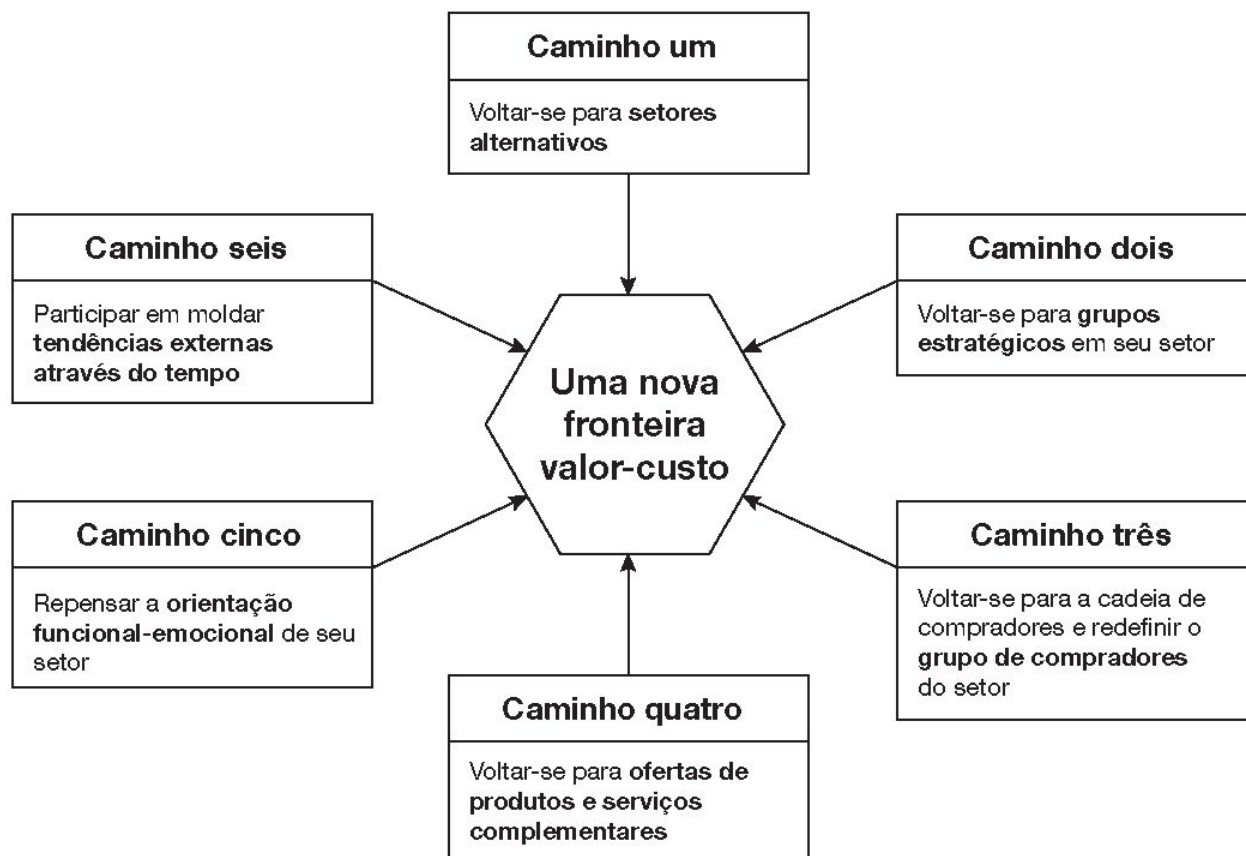 Caminho um
Voltar-se para setores
alternativos
Caminho seis
Participar em moldar
tendências externas
através do tempo
Caminho dois
Voltar-se para grupos
estratégicos em seu setor
Uma nova
fronteira
valor-custo
Caminho cinco
Repensar a orientação
funcional-emocional de seu
setor
Caminho três
Voltar-se para a cadeia de
compradores e redefinir o
grupo de compradores
do setor
Caminho quatro
Voltar-se para ofertas de
produtos e serviços
complementares